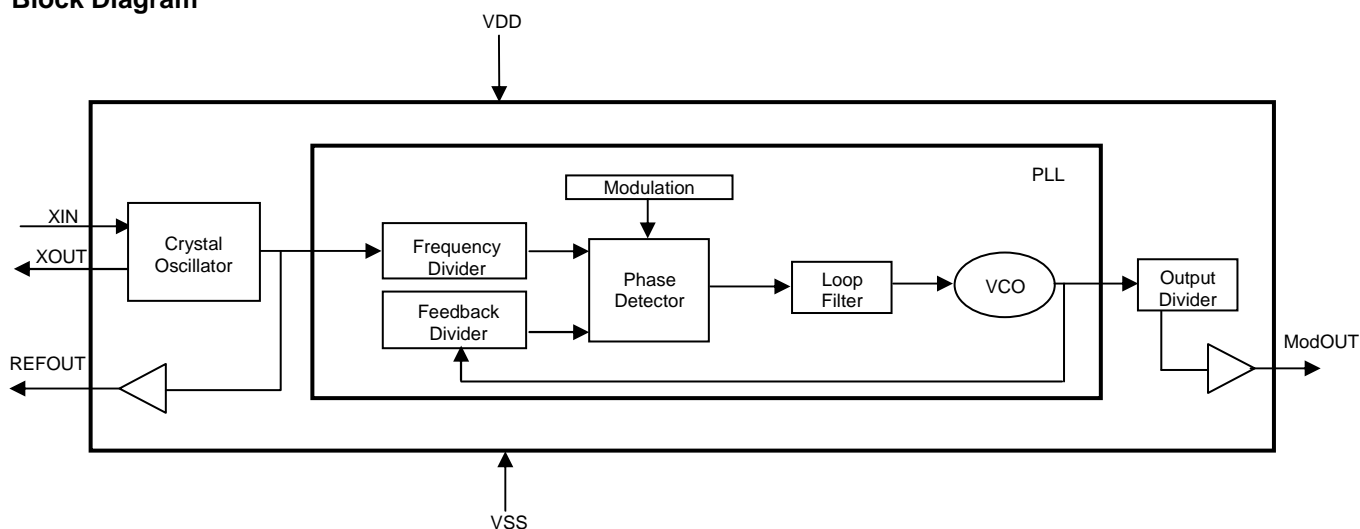 Block Diagram
VDD
PLL
Modulation
XIN
XOUT
Crystal
Oscillator
Frequency
Divider
Feedback
Divider
Phase
Detector
Loop
Filter
VCO
Output
Divider
REFOUT
ModOUT
VSS